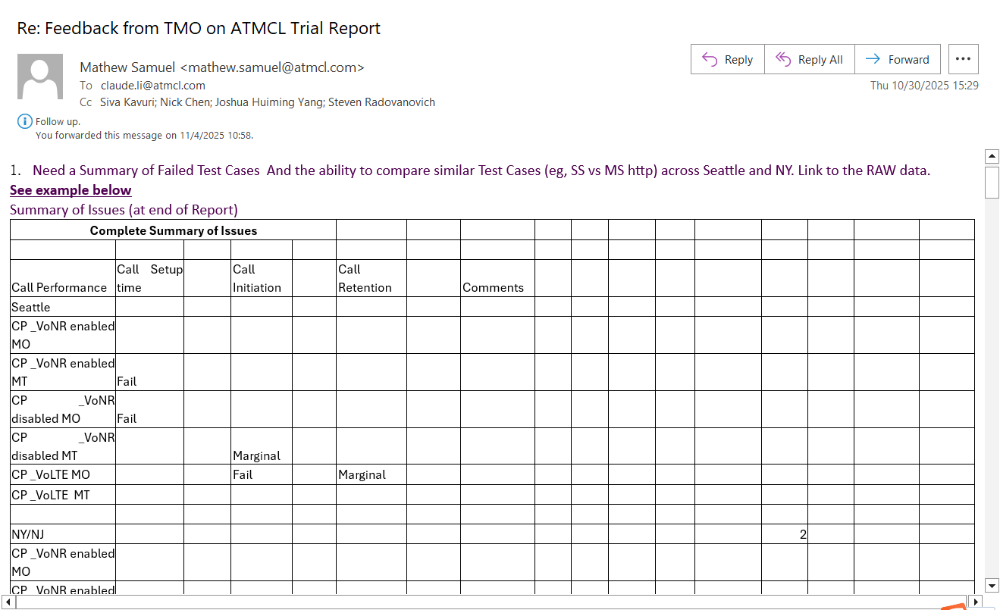 Re: Feedback from TMO on ATMCL Trial Report
Mathew Samuel <mathew.samuel@atmcl.com>
To claude.li@atmcl.com
Cc Siva Kavuri; Nick Chen; Joshua Huiming Yang; Steven Radovanovich
Reply Reply All Forward
Thu 10/30/2025 15:29
Follow up.
You forwarded this message on 11/4/2025 10:58.
1. Need a Summary of Failed Test Cases And the ability to compare similar Test Cases (eg, SS vs MS http) across Seattle and NY. Link to the RAW data.
See example below
Summary of Issues (at end of Report)
Complete Summary of Issues
Call Setup Call Call
Call Performance time Initiation Retention Comments
Seattle
CP _VoNR enabled
MO
CP _VoNR enabled
MT Fail
CP _VoNR
disabled MO Fail
CP _VoNR
disabled MT Marginal
CP _VoLTE MO Fail Marginal
CP _VoLTE MT
NY/NJ 2
CP _VoNR enabled
MO
CP _VoNR enabled